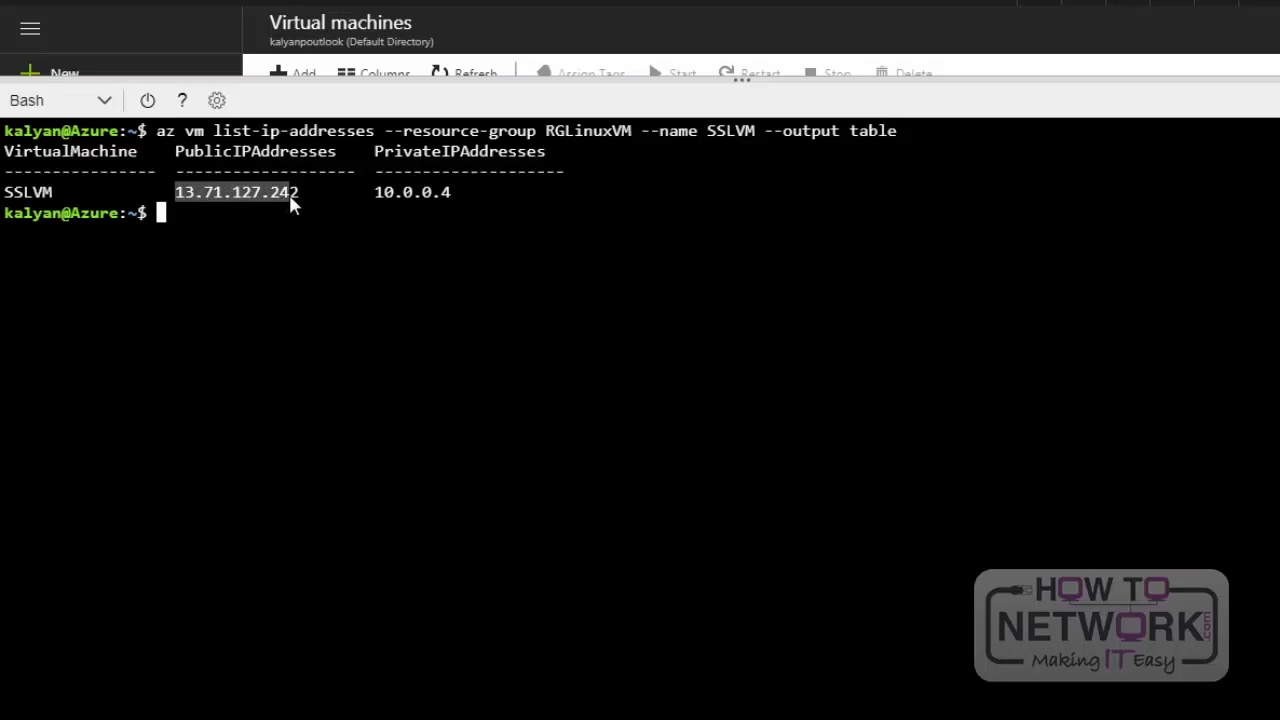 Virtual machines
kalyanpoutlook (Default Directory)
New
Add Columns Refresh Assign Tags Start Restart Stop Delete
Bash ?
kalyan@Azure:~$ az vm list-ip-addresses --resource-group RGLinuxVM --name SSLVM --output table
VirtualMachine PublicIPAddresses PrivateIPAddresses
---------------- ------------------- --------------------
SSLVM 13.71.127.242 10.0.0.4
kalyan@Azure:~$
HOW TO
NETWORK.com
Making IT Easy